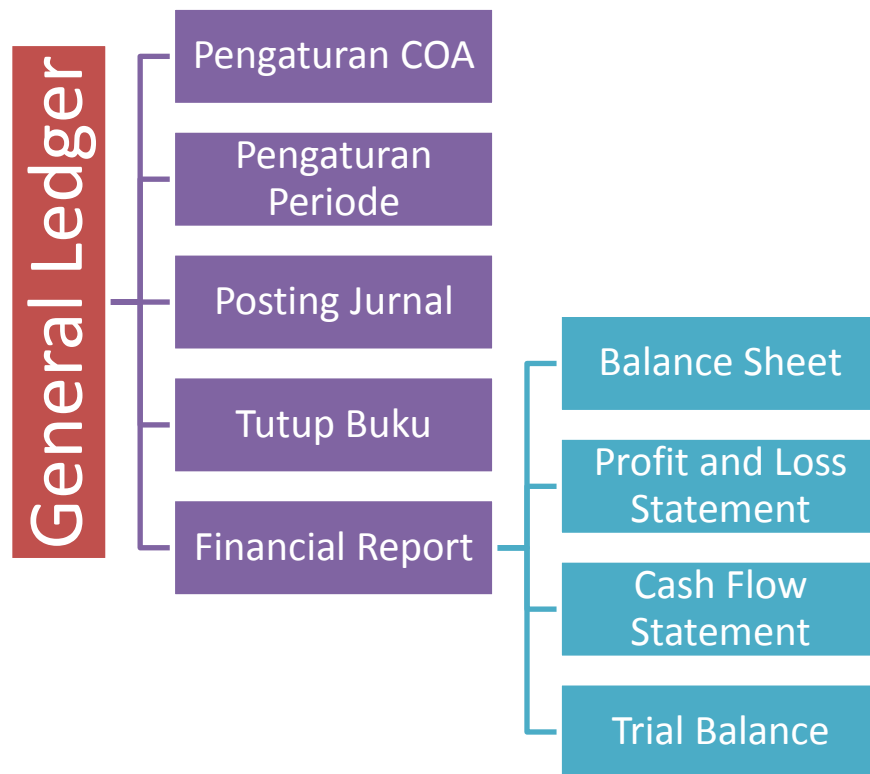 General Ledger
Pengaturan COA
Pengaturan
Periode
Posting Jurnal
Tutup Buku
Financial Report
Balance Sheet
Profit and Loss
Statement
Cash Flow
Statement
Trial Balance